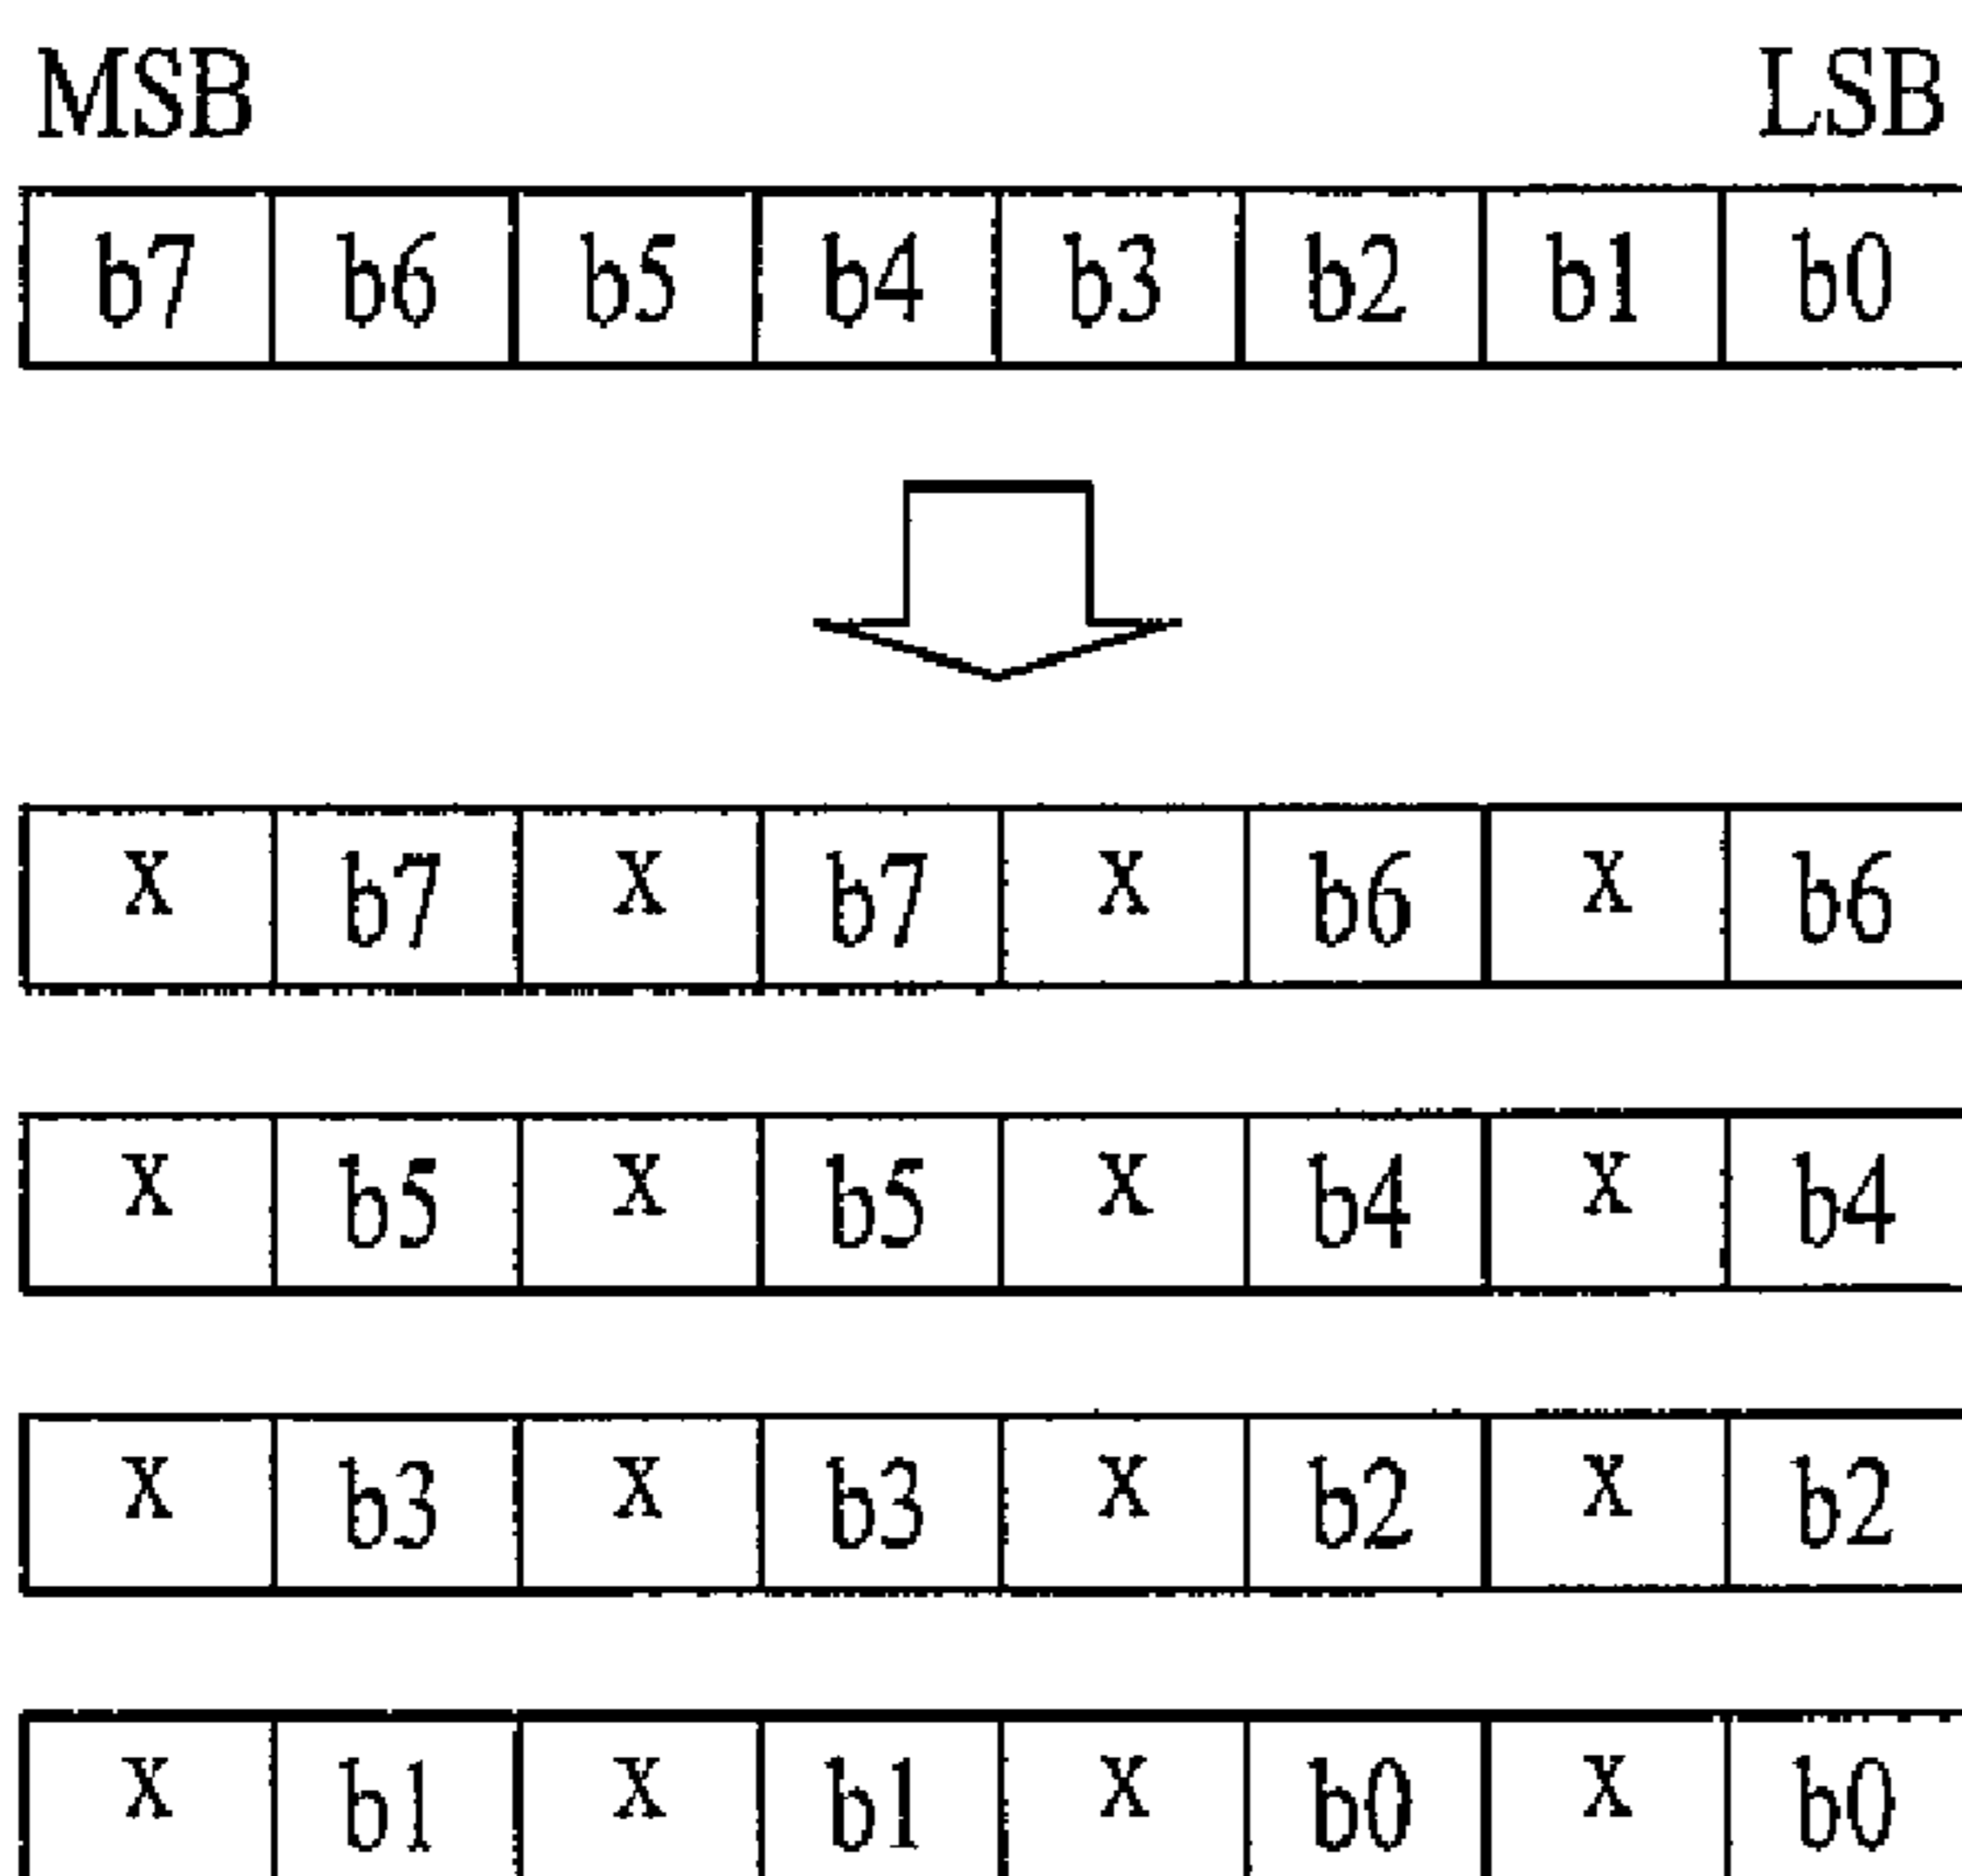 MSB LSB
b7 b6 b5 b4 b3 b2 b1 b0
X b7 X b7 X b6 X b6
X b5 X b5 X b4 X b4
X b3 X b3 X b2 X b2
X b1 X b1 X b0 X b0